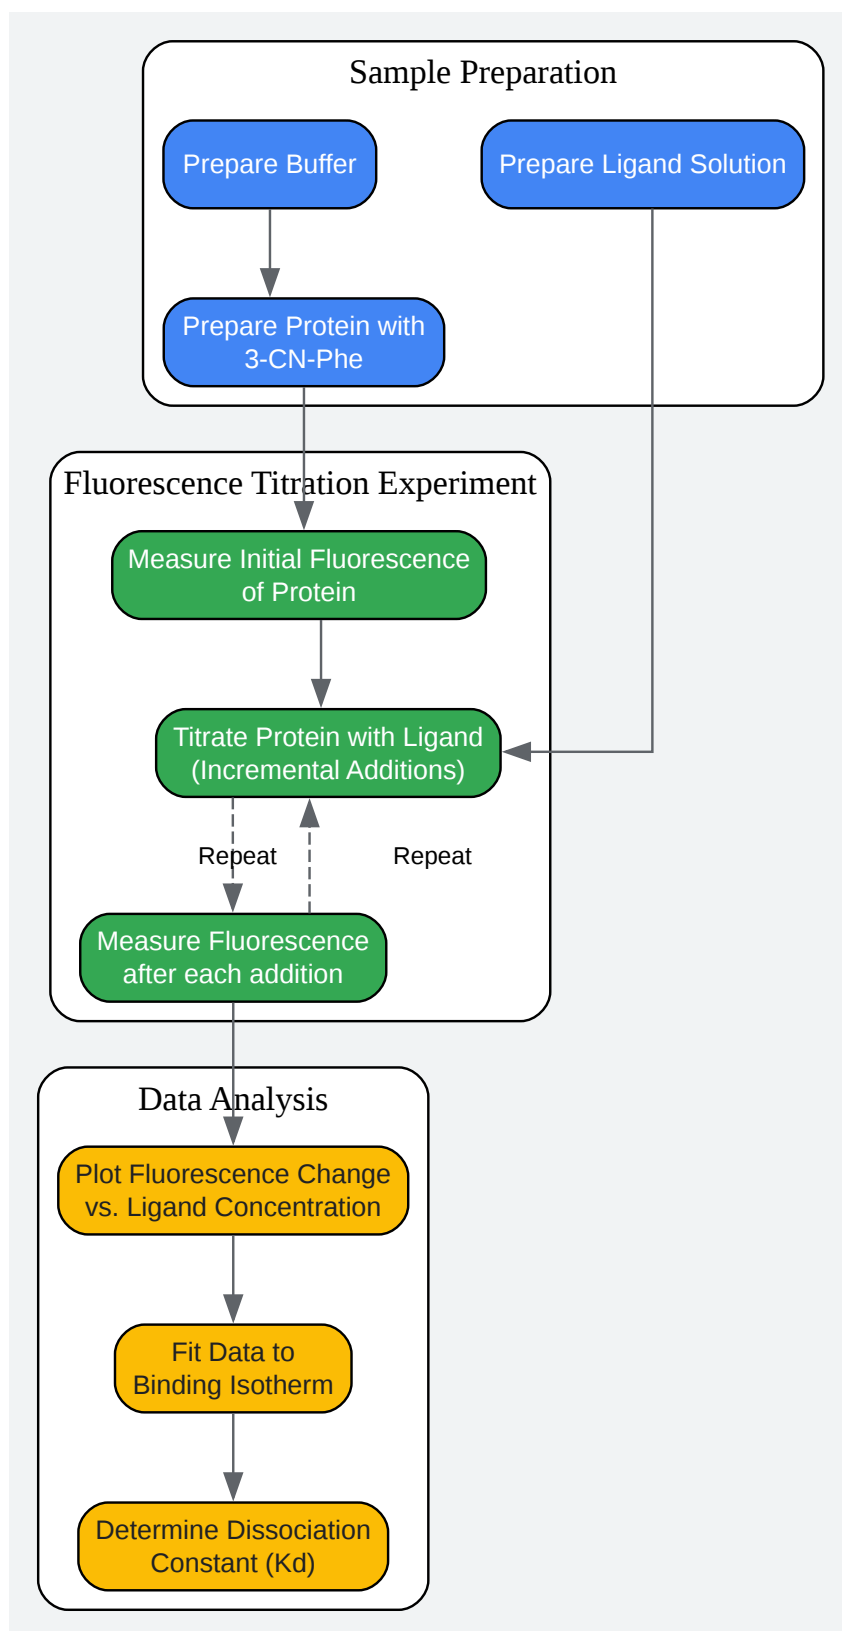 Sample Preparation
Prepare Buffer
Prepare Ligand Solution
Prepare Protein with
3-CN-Phe
Fluorescence Titration Experiment
Measure Initial Fluorescence
of Protein
Titrate Protein with Ligand
(Incremental Additions)
Repeat
Repeat
Measure Fluorescence
after each addition
Data Analysis
Plot Fluorescence Change
vs. Ligand Concentration
Fit Data to
Binding Isotherm
Determine Dissociation
Constant (Kd)